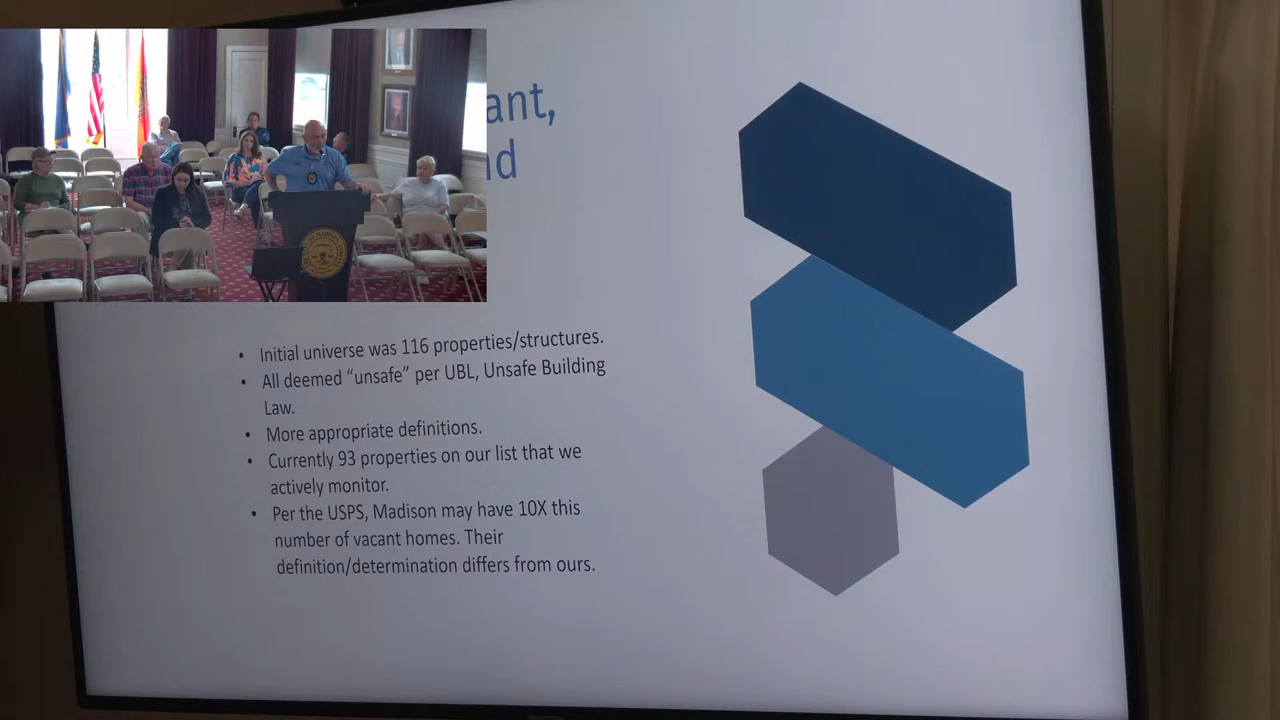 ant,
nd
• Initial universe was 116 properties/structures.
• All deemed “unsafe” per UBL, Unsafe Building
Law.
• More appropriate definitions.
• Currently 93 properties on our list that we
actively monitor.
• Per the USPS, Madison may have 10X this
number of vacant homes. Their
definition/determination differs from ours.